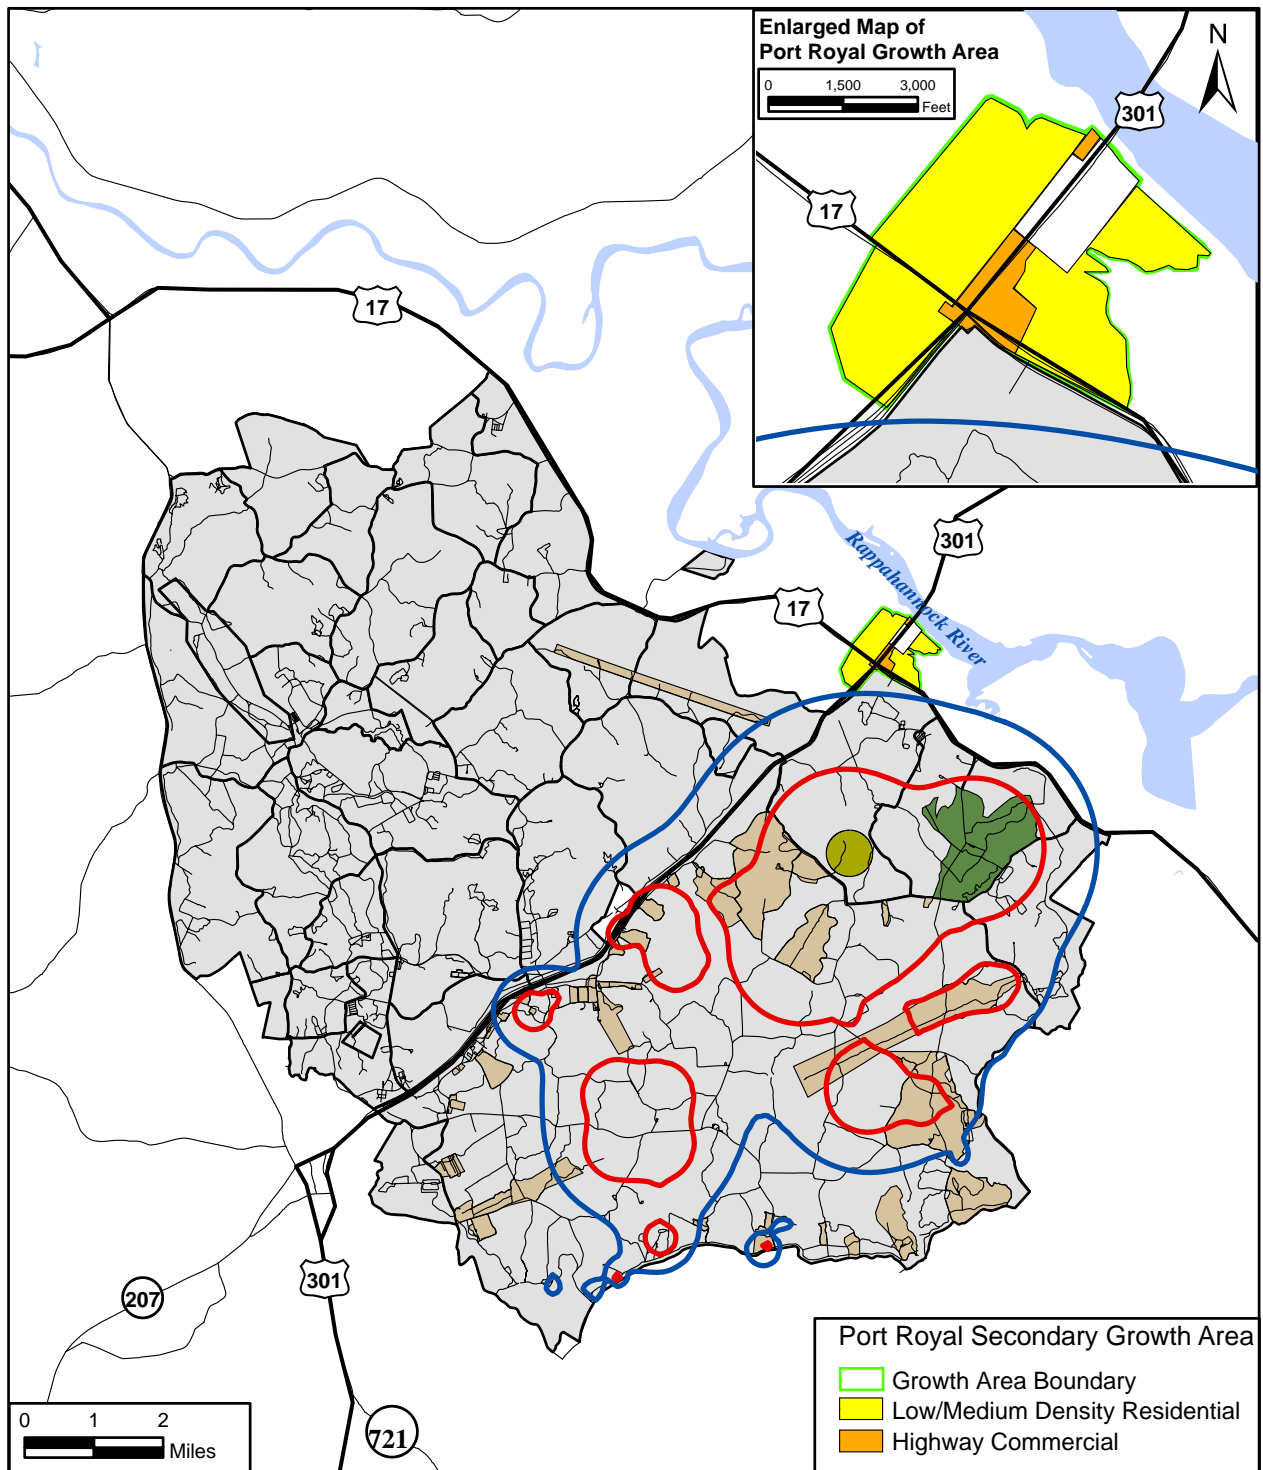 Enlarged Map of
Port Royal Growth Area
0 1,500 3,000
Feet
N
301
17
17
301
17
Rappahannock River
301
207
721
0 1 2
Miles
Port Royal Secondary Growth Area
Growth Area Boundary
Low/Medium Density Residential
Highway Commercial